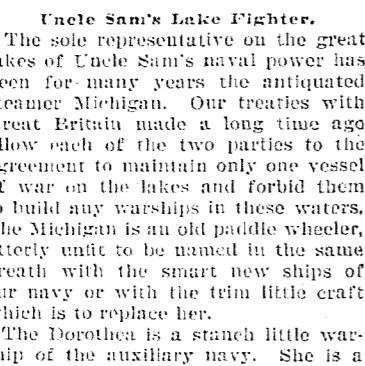 Uncle Sam's Lake Fighter.
The sole representative on the great
akes of Uncle Sam's naval power has
een for many years the antiquated
teamer Michigan. Our treaties with
reat Britain made a long time ago
llow each of the two parties to the
greement to maintain only one vessel
f war on the lakes and forbid them
o build any warships in these waters.
he Michigan is an old paddle wheeler,
tterly unfit to be named in the same
reath with the smart new ships of
ur navy or with the trim little craft
hich is to replace her.
The Dorothea is a stanch little war-
hip of the auxiliary navy. She is a